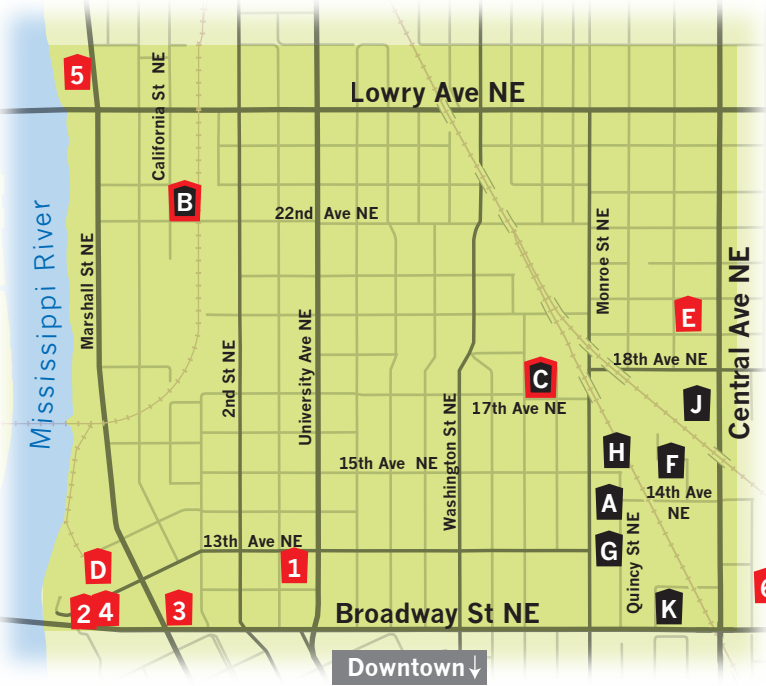 5
California St NE
Lowry Ave NE
B
22nd Ave NE
Mississippi River
Marshall St NE
Monroe St NE
E
Central Ave NE
University Ave NE
2nd St NE
18th Ave NE
C
J
17th Ave NE
Washington St NE
H
F
15th Ave NE
14th Ave
NE
A
Quincy St NE
13th Ave NE
G
D
1
6
2
4
3
Broadway St NE
K
Downtown↓